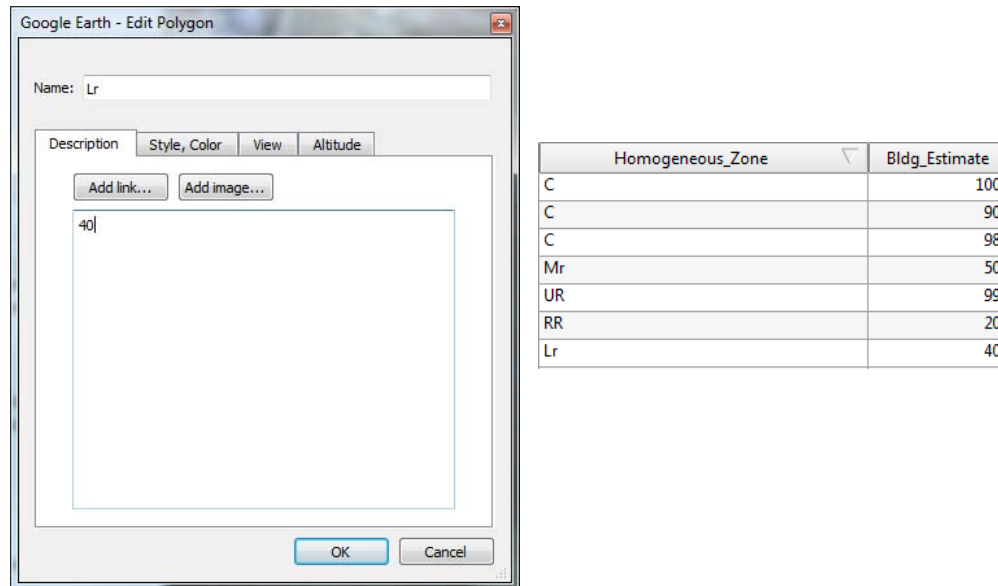 Google Earth - Edit Polygon
Name: Lr
Description Style, Color View Altitude
Add link... Add image...
40
OK Cancel
Homogeneous_Zone Bldg_Estimate
C 100
C 90
C 98
Mr 50
UR 99
RR 20
Lr 40